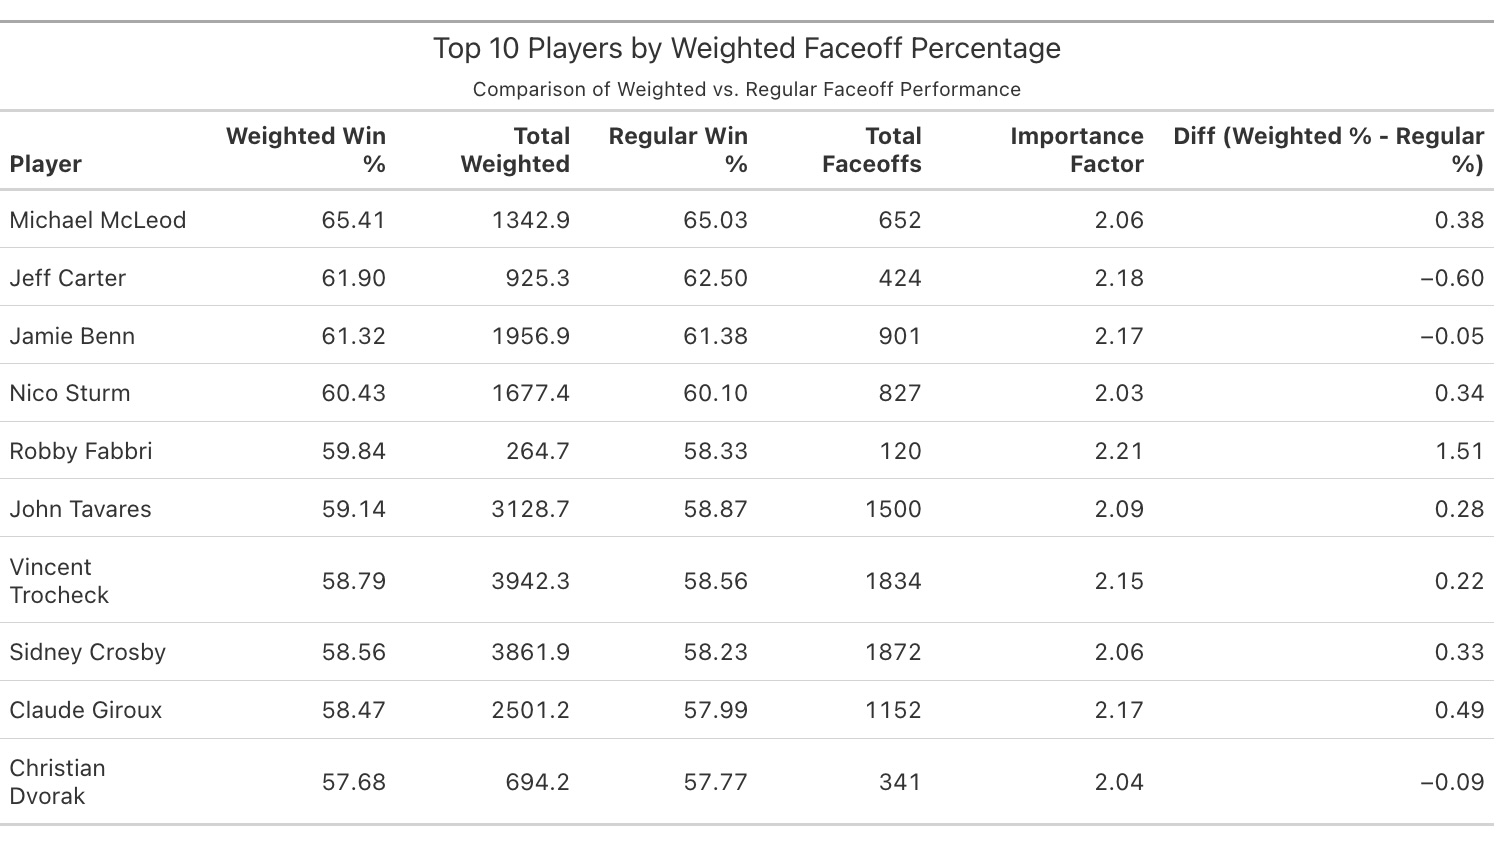 Top 10 Players by Weighted Faceoff Percentage
Comparison of Weighted vs. Regular Faceoff Performance
Player Weighted Win % Total Weighted Regular Win % Total Faceoffs Importance Factor Diff (Weighted % - Regular %)
Michael McLeod 65.41 1342.9 65.03 652 2.06 0.38
Jeff Carter 61.90 925.3 62.50 424 2.18 −0.60
Jamie Benn 61.32 1956.9 61.38 901 2.17 −0.05
Nico Sturm 60.43 1677.4 60.10 827 2.03 0.34
Robby Fabbri 59.84 264.7 58.33 120 2.21 1.51
John Tavares 59.14 3128.7 58.87 1500 2.09 0.28
Vincent Trocheck 58.79 3942.3 58.56 1834 2.15 0.22
Sidney Crosby 58.56 3861.9 58.23 1872 2.06 0.33
Claude Giroux 58.47 2501.2 57.99 1152 2.17 0.49
Christian Dvorak 57.68 694.2 57.77 341 2.04 −0.09